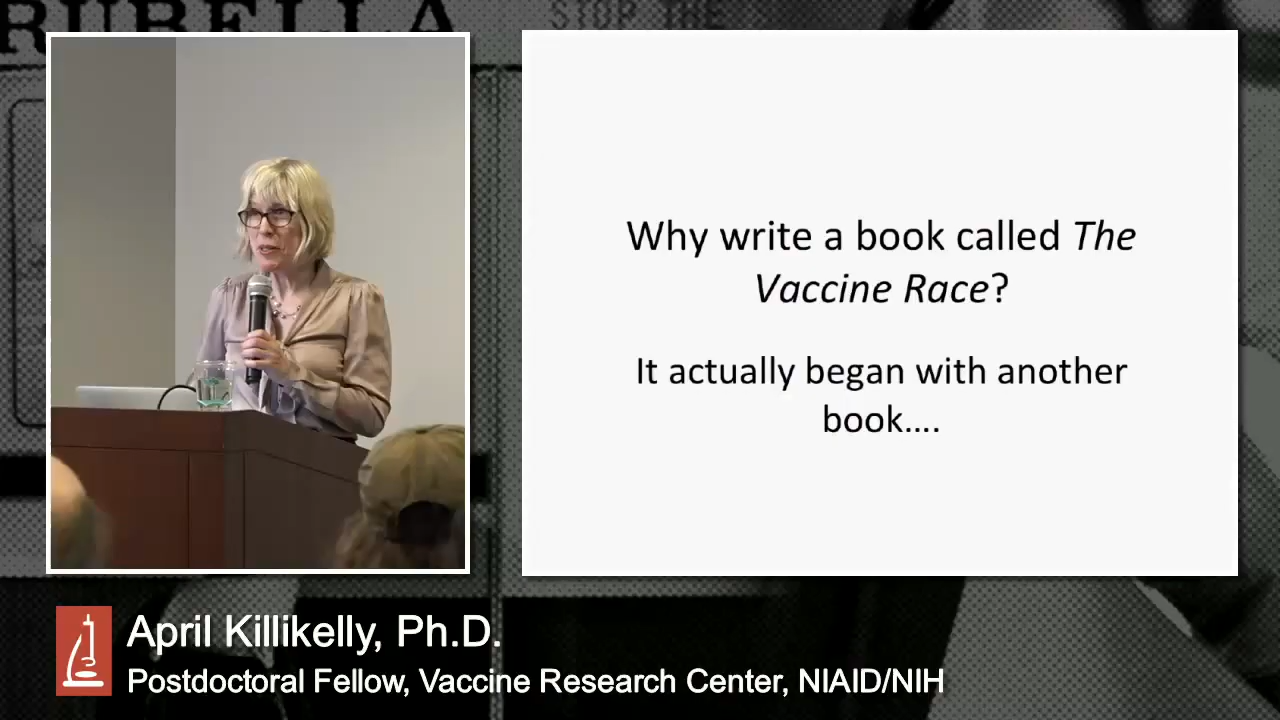 RUBELLA
STOP THE
Why write a book called The
Vaccine Race?
It actually began with another
book....
April Killikelly, Ph.D.
Postdoctoral Fellow, Vaccine Research Center, NIAID/NIH